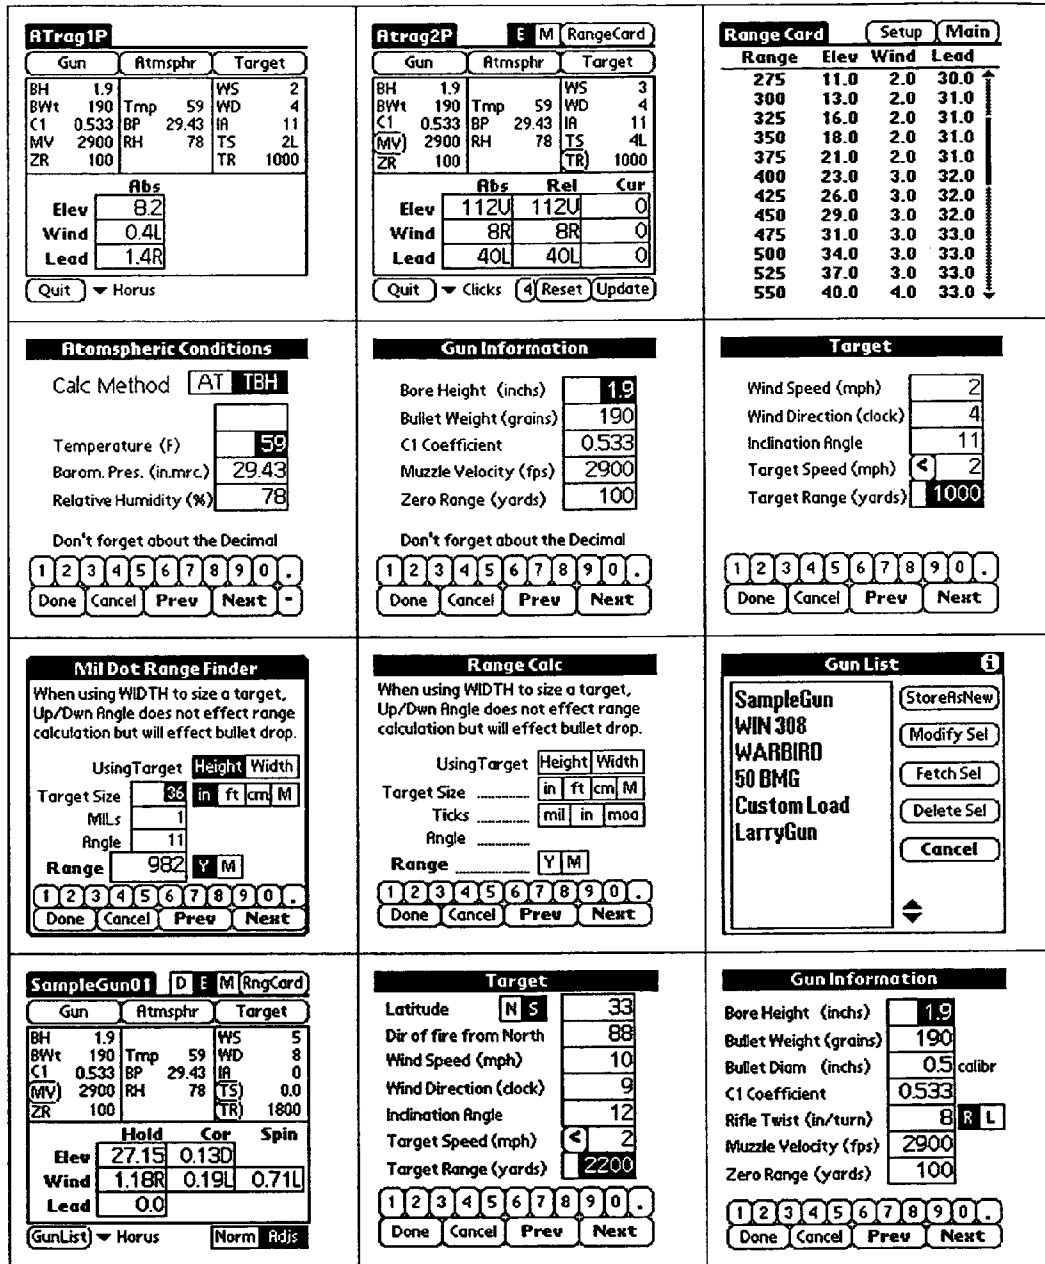 ATrag1P
Gun Atmsphr Target
BH 1.9 WS 2
BWt 190 Tmp 59 WD 4
C1 0.533 BP 29.43 IA 11
MV 2900 RH 78 TS 2L
ZR 100 TR 1000
Abs
Elev 8.2
Wind 0.4L
Lead 1.4R
Quit Horus
Atrag2P E M RangeCard
Gun Atmsphr Target
BH 1.9 WS 3
BWt 190 Tmp 59 WD 4
C1 0.533 BP 29.43 IA 11
MV 2900 RH 78 TS 4L
ZR 100 TR 1000
Abs Rel Cur
Elev 112U 112U 0
Wind 8R 8R 0
Lead 40L 40L 0
Quit Clicks 4 Reset Update
Range Card Setup Main
Range Elev Wind Lead
275 11.0 2.0 30.0
300 13.0 2.0 31.0
325 16.0 2.0 31.0
350 18.0 2.0 31.0
375 21.0 2.0 31.0
400 23.0 3.0 32.0
425 26.0 3.0 32.0
450 29.0 3.0 32.0
475 31.0 3.0 33.0
500 34.0 3.0 33.0
525 37.0 3.0 33.0
550 40.0 4.0 33.0
Atomspheric Conditions
Calc Method AT TBH
Temperature (F) 59
Barom. Pres. (in.mrc.) 29.43
Relative Humidity (%) 78
Don't forget about the Decimal
1 2 3 4 5 6 7 8 9 0 .
Done Cancel Prev Next -
Gun Information
Bore Height (inchs) 1.9
Bullet Weight (grains) 190
C1 Coefficient 0.533
Muzzle Velocity (fps) 2900
Zero Range (yards) 100
Don't forget about the Decimal
1 2 3 4 5 6 7 8 9 0 .
Done Cancel Prev Next
Target
Wind Speed (mph) 2
Wind Direction (clock) 4
Inclination Angle 11
Target Speed (mph) < 2
Target Range (yards) 1000
1 2 3 4 5 6 7 8 9 0 .
Done Cancel Prev Next
Mil Dot Range Finder
When using WIDTH to size a target,
Up/Dwn Angle does not effect range
calculation but will effect bullet drop.
UsingTarget Height Width
Target Size 36 in ft cm M
MILs 1
Angle 11
Range 982 Y M
1 2 3 4 5 6 7 8 9 0 .
Done Cancel Prev Next
Range Calc
When using WIDTH to size a target,
Up/Dwn Angle does not effect range
calculation but will effect bullet drop.
UsingTarget Height Width
Target Size ............ in ft cm M
Ticks ............ mil in moa
Angle ............
Range ............ Y M
1 2 3 4 5 6 7 8 9 0 .
Done Cancel Prev Next
Gun List i
SampleGun
WIN 308
WARBIRD
50 BMG
Custom Load
LarryGun
StoreAsNew
Modify Sel
Fetch Sel
Delete Sel
Cancel
SampleGun01 D E M RngCard
Gun Atmsphr Target
BH 1.9 WS 5
BWt 190 Tmp 59 WD 8
C1 0.533 BP 29.43 IA 0
MV 2900 RH 78 TS 0.0
ZR 100 TR 1800
Hold Cor Spin
Elev 27.15 0.13D
Wind 1.18R 0.19L 0.71L
Lead 0.0
GunList Horus Norm Adjs
Target
Latitude N S 33
Dir of fire from North 88
Wind Speed (mph) 10
Wind Direction (clock) 9
Inclination Angle 12
Target Speed (mph) < 2
Target Range (yards) 2200
1 2 3 4 5 6 7 8 9 0 .
Done Cancel Prev Next
Gun Information
Bore Height (inchs) 1.9
Bullet Weight (grains) 190
Bullet Diam (inchs) 0.5 calibr
C1 Coefficient 0.533
Rifle Twist (in/turn) 8 R L
Muzzle Velocity (fps) 2900
Zero Range (yards) 100
1 2 3 4 5 6 7 8 9 0 .
Done Cancel Prev Next